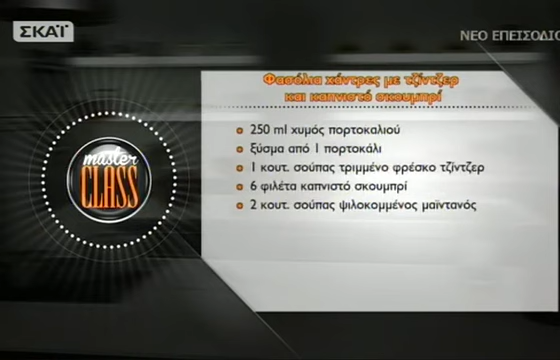 ΣΚΑΪ
ΝΕΟ ΕΠΕΙΣΟΔΙΟ
Φασόλια χάντρες με τζίντζερ
και καπνιστό σκουμπρί
250 ml χυμός πορτοκαλιού
ξύσμα από 1 πορτοκάλι
1 κουτ. σούπας τριμμένο φρέσκο τζίντζερ
6 φιλέτα καπνιστό σκουμπρί
2 κουτ. σούπας ψιλοκομμένος μαϊντανός
master
CLASS